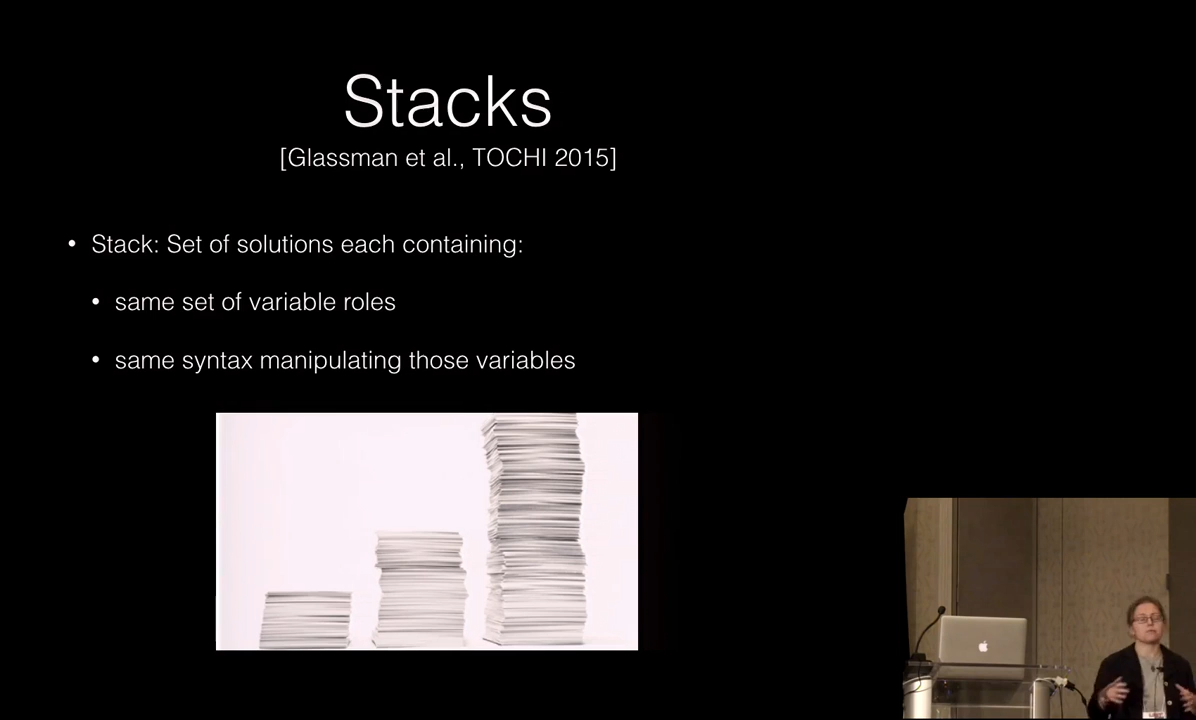 Stacks
[Glassman et al., TOCHI 2015]
• Stack: Set of solutions each containing:
• same set of variable roles
• same syntax manipulating those variables